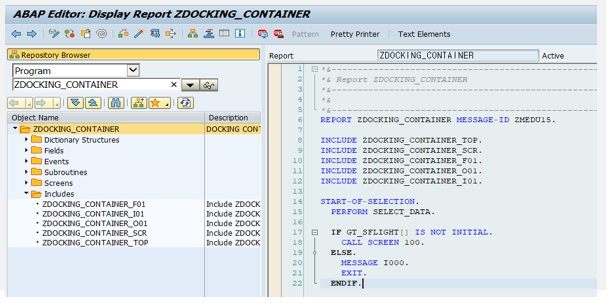 ABAP Editor: Display Report ZDOCKING_CONTAINER
Pattern Pretty Printer Text Elements
Repository Browser
Program
ZDOCKING_CONTAINER
Object Name Description
ZDOCKING_CONTAINER DOCKING CONT
Dictionary Structures
Fields
Events
Subroutines
Screens
Includes
ZDOCKING_CONTAINER_F01 Include ZDOCK
ZDOCKING_CONTAINER_I01 Include ZDOCK
ZDOCKING_CONTAINER_O01 Include ZDOCK
ZDOCKING_CONTAINER_SCR Include ZDOCK
ZDOCKING_CONTAINER_TOP Include ZDOCK
Report ZDOCKING_CONTAINER Active
1 *&---------------------------------------------------------------
2 *& Report ZDOCKING_CONTAINER
3 *&---------------------------------------------------------------
4 *&
5 *&---------------------------------------------------------------
6 REPORT ZDOCKING_CONTAINER MESSAGE-ID ZMEDU15.
7
8 INCLUDE ZDOCKING_CONTAINER_TOP.
9 INCLUDE ZDOCKING_CONTAINER_SCR.
10 INCLUDE ZDOCKING_CONTAINER_F01.
11 INCLUDE ZDOCKING_CONTAINER_O01.
12 INCLUDE ZDOCKING_CONTAINER_I01.
13
14 START-OF-SELECTION.
15 PERFORM SELECT_DATA.
16
17 IF GT_SFLIGHT[] IS NOT INITIAL.
18 CALL SCREEN 100.
19 ELSE.
20 MESSAGE I000.
21 EXIT.
22 ENDIF.